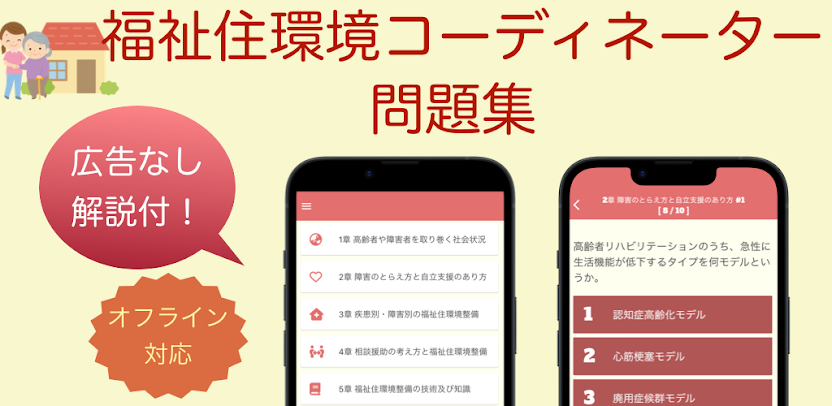 福祉住環境コーディネーター
問題集
広告なし
解説付！
オフライン
対応
1章 高齢者や障害者を取り巻く社会状況
2章 障害のとらえ方と自立支援のあり方
3章 疾患別・障害別の福祉住環境整備
4章 相談援助の考え方と福祉住環境整備
5章 福祉住環境整備の技術及び知識
2章 障害のとらえ方と自立支援のあり方 #1
[ 8 / 10 ]
高齢者リハビリテーションのうち、急性に
生活機能が低下するタイプを何モデルとい
うか。
1 認知症高齢化モデル
2 心筋梗塞モデル
3 廃用症候群モデル